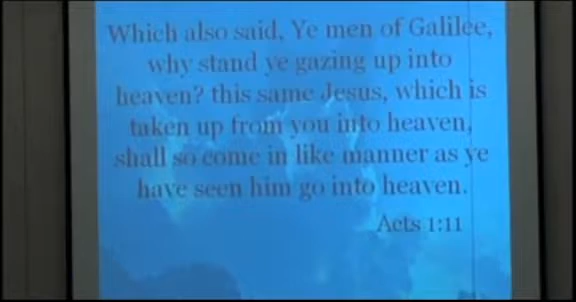 Which also said, Ye men of Galilee,
why stand ye gazing up into
heaven? this same Jesus, which is
taken up from you into heaven,
shall so come in like manner as ye
have seen him go into heaven.
Acts 1:11